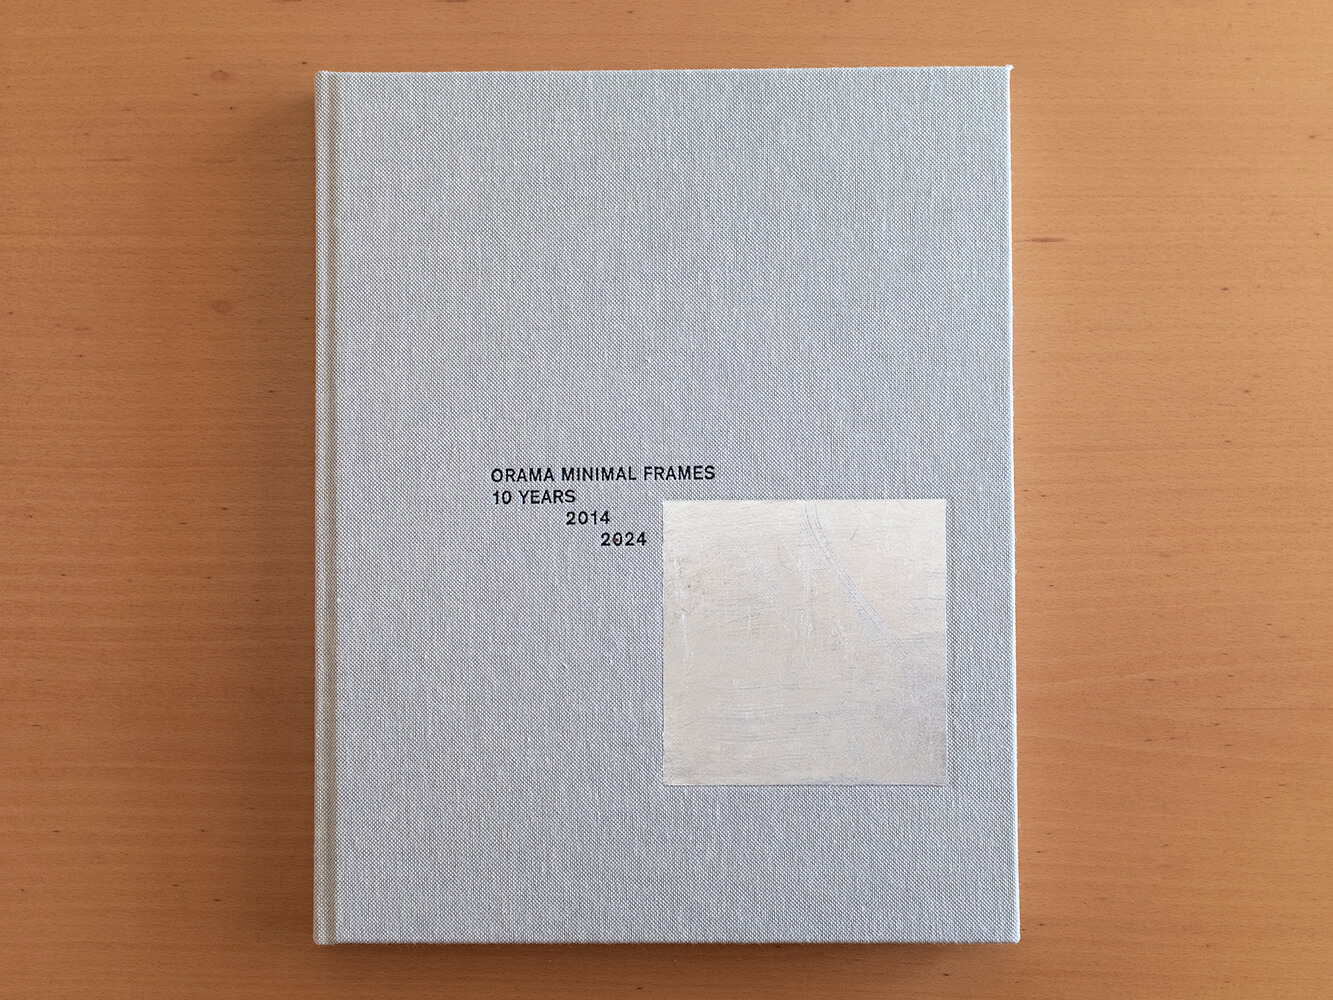 ORAMA MINIMAL FRAMES
10 YEARS
2014
2024